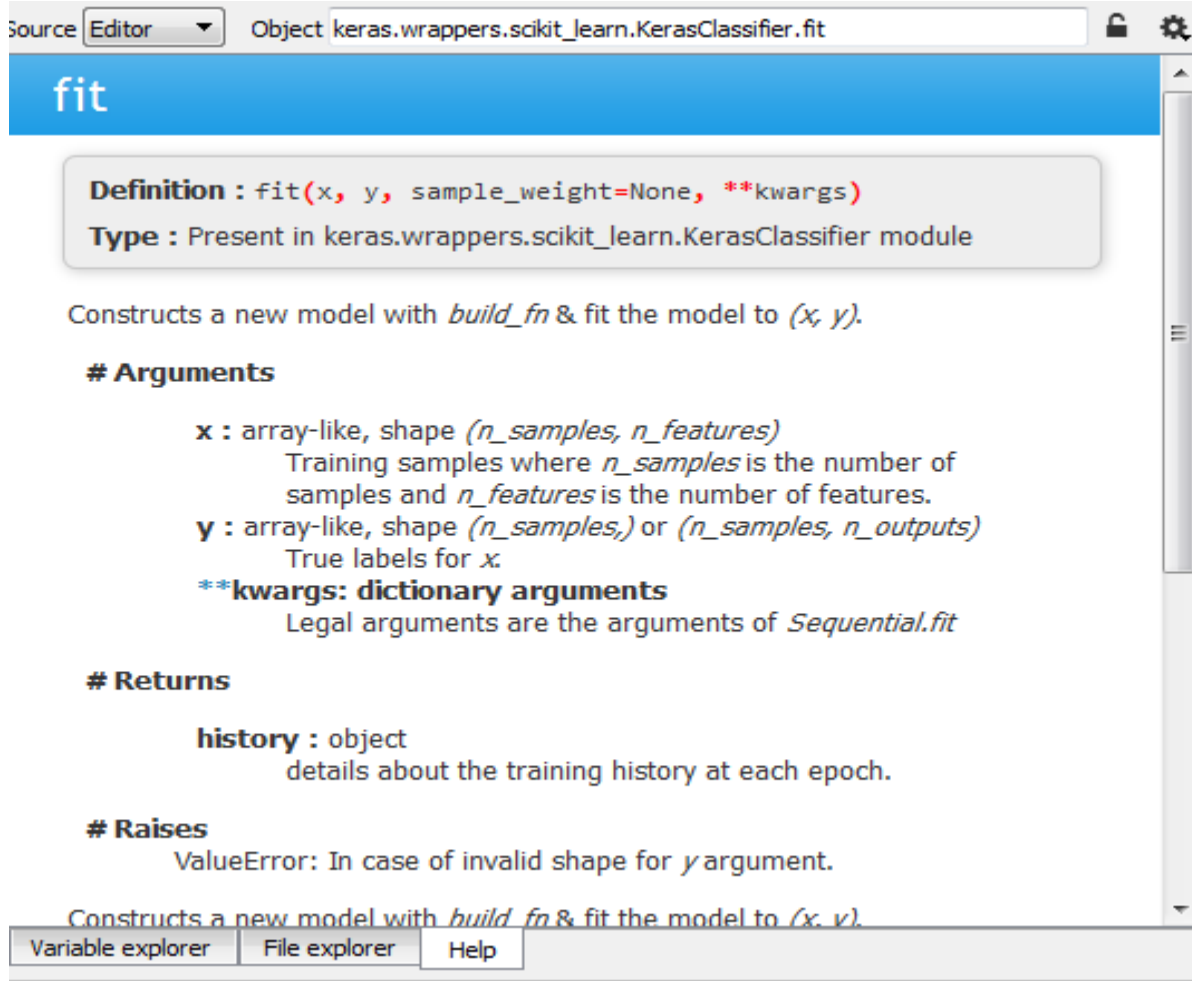 Source Editor Object keras.wrappers.scikit_learn.KerasClassifier.fit
fit
Definition : fit(x, y, sample_weight=None, **kwargs)
Type : Present in keras.wrappers.scikit_learn.KerasClassifier module
Constructs a new model with build_fn & fit the model to (x, y).
# Arguments
x : array-like, shape (n_samples, n_features)
Training samples where n_samples is the number of
samples and n_features is the number of features.
y : array-like, shape (n_samples,) or (n_samples, n_outputs)
True labels for x.
**kwargs: dictionary arguments
Legal arguments are the arguments of Sequential.fit
# Returns
history : object
details about the training history at each epoch.
# Raises
ValueError: In case of invalid shape for y argument.
Constructs a new model with build_fn & fit the model to (x, y).
Variable explorer File explorer Help